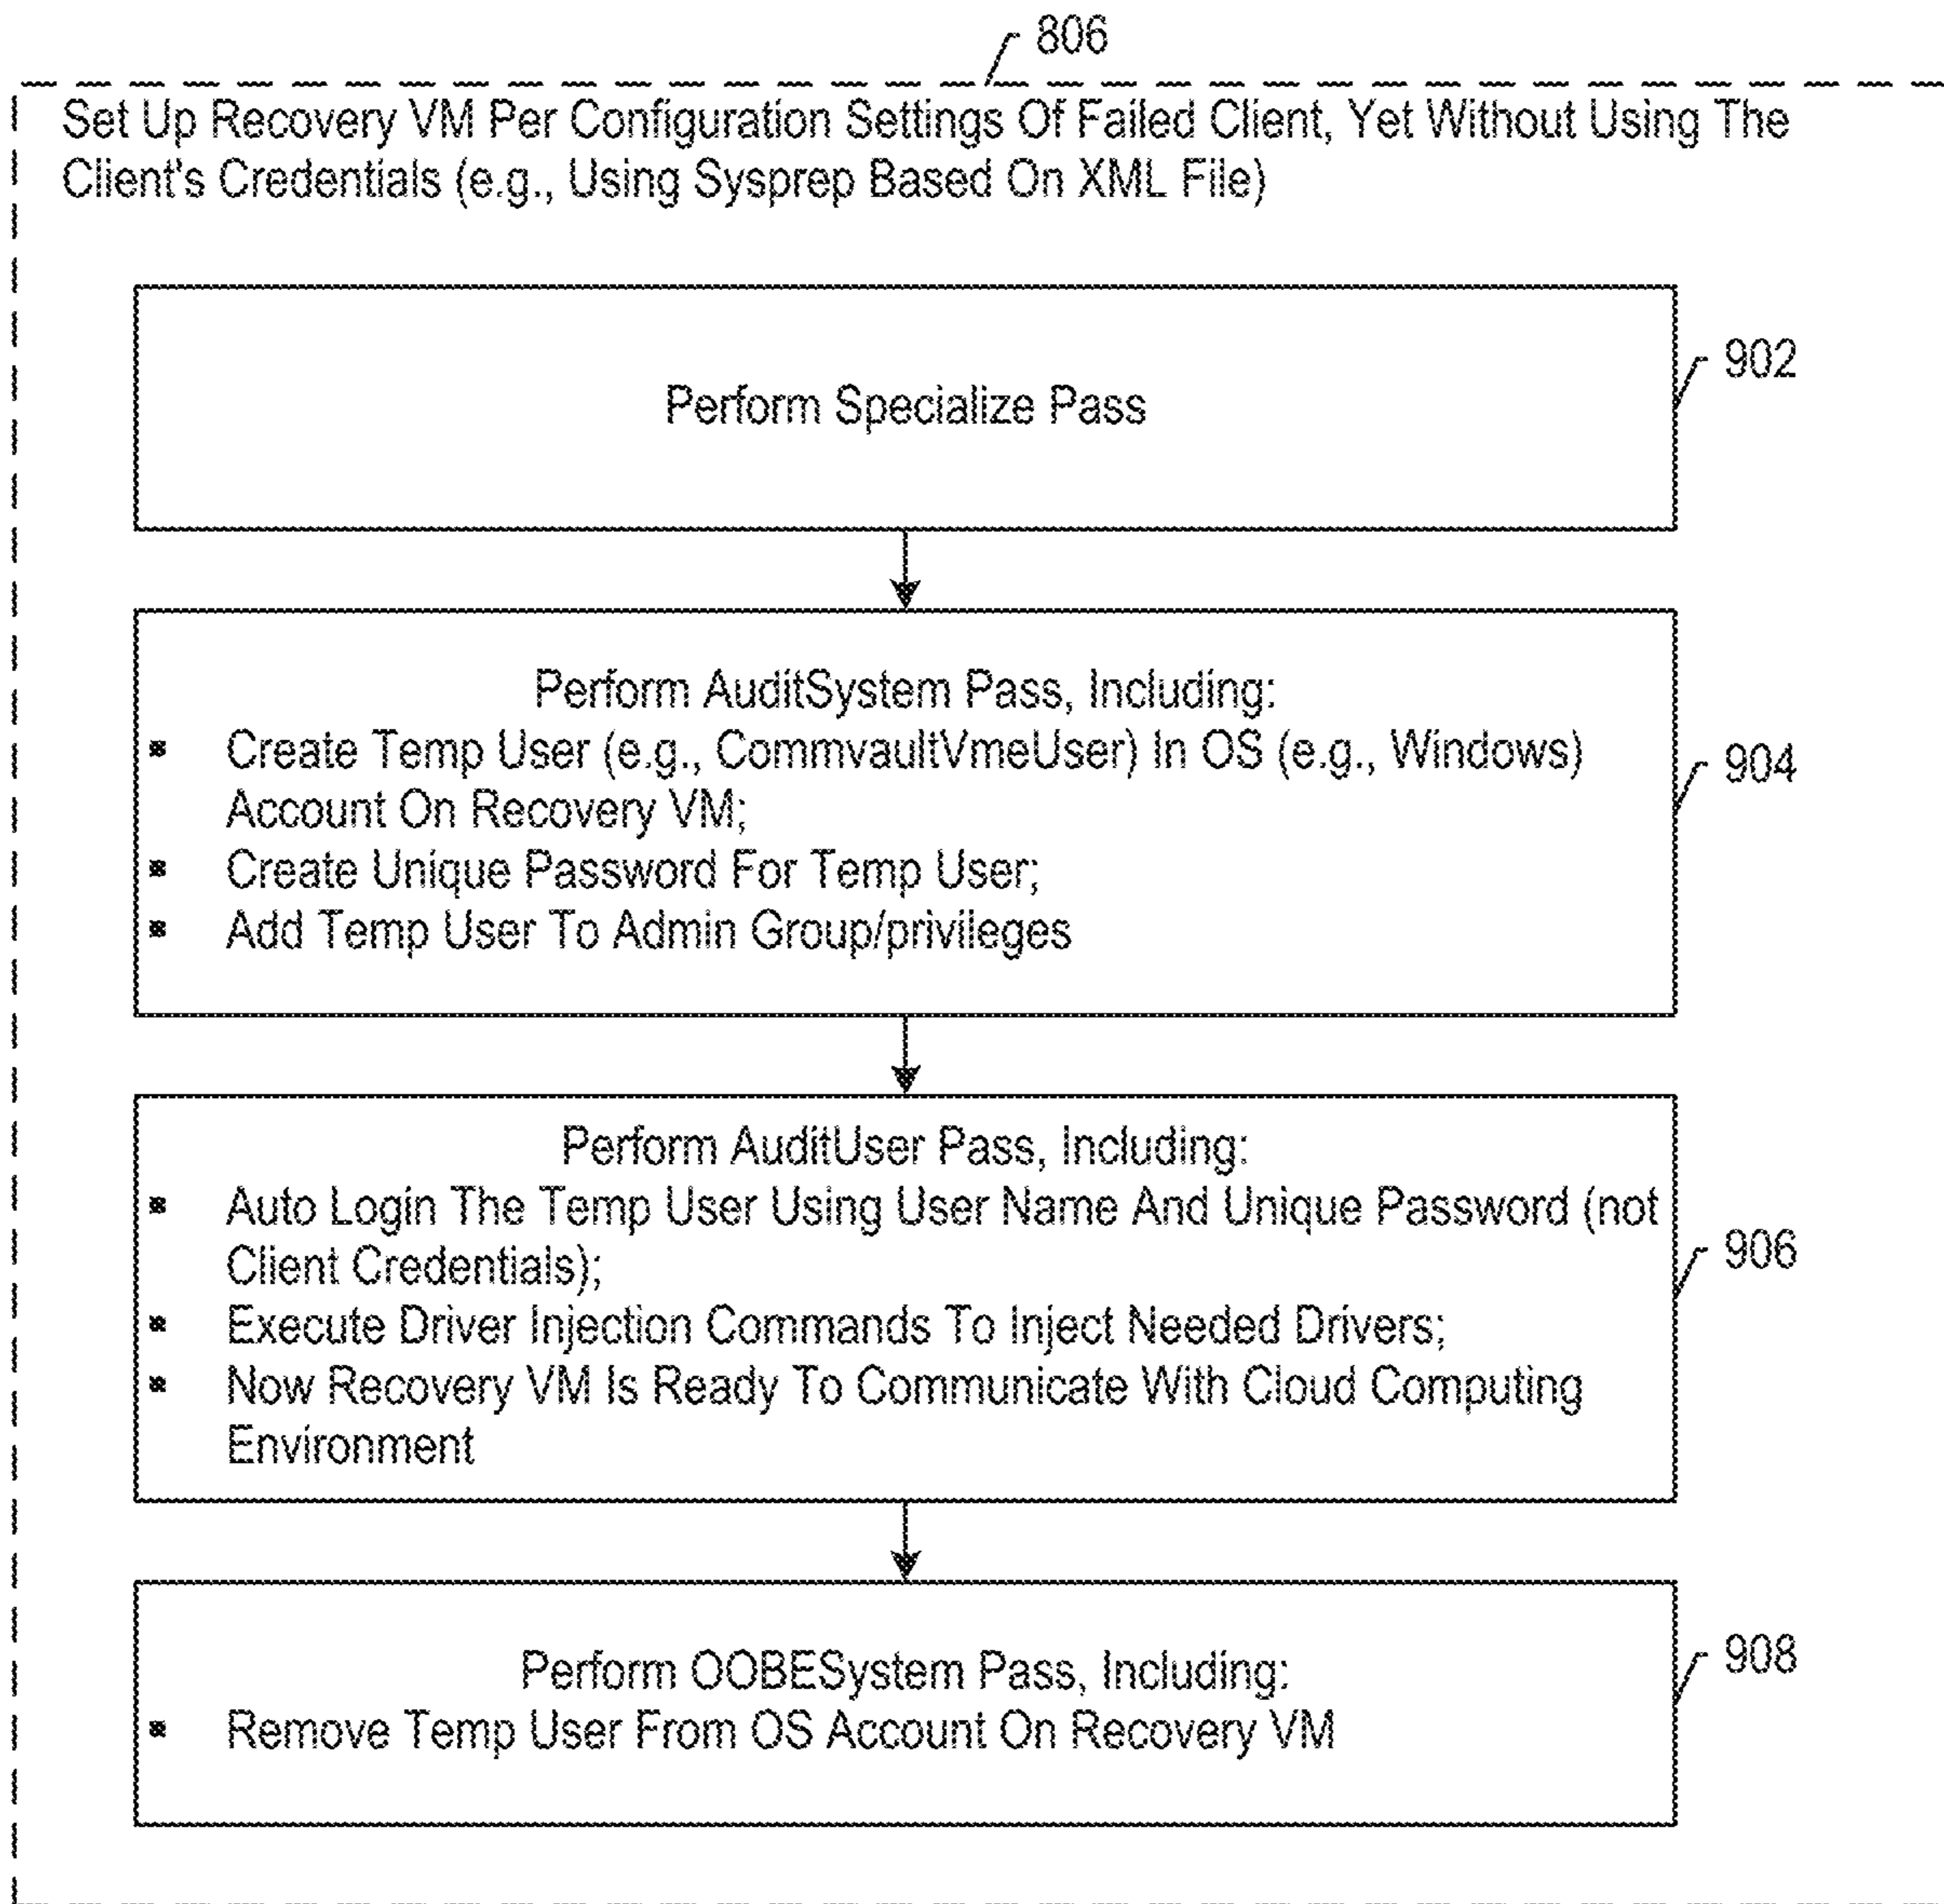 806
Set Up Recovery VM Per Configuration Settings Of Failed Client, Yet Without Using The
Client's Credentials (e.g., Using Sysprep Based On XML File)
Perform Specialize Pass
902
Perform AuditSystem Pass, Including:
▪ Create Temp User (e.g., CommvaultVmeUser) In OS (e.g., Windows)
Account On Recovery VM;
▪ Create Unique Password For Temp User;
▪ Add Temp User To Admin Group/privileges
904
Perform AuditUser Pass, Including:
▪ Auto Login The Temp User Using User Name And Unique Password (not
Client Credentials);
▪ Execute Driver Injection Commands To Inject Needed Drivers;
▪ Now Recovery VM Is Ready To Communicate With Cloud Computing
Environment
906
Perform OOBESystem Pass, Including:
▪ Remove Temp User From OS Account On Recovery VM
908